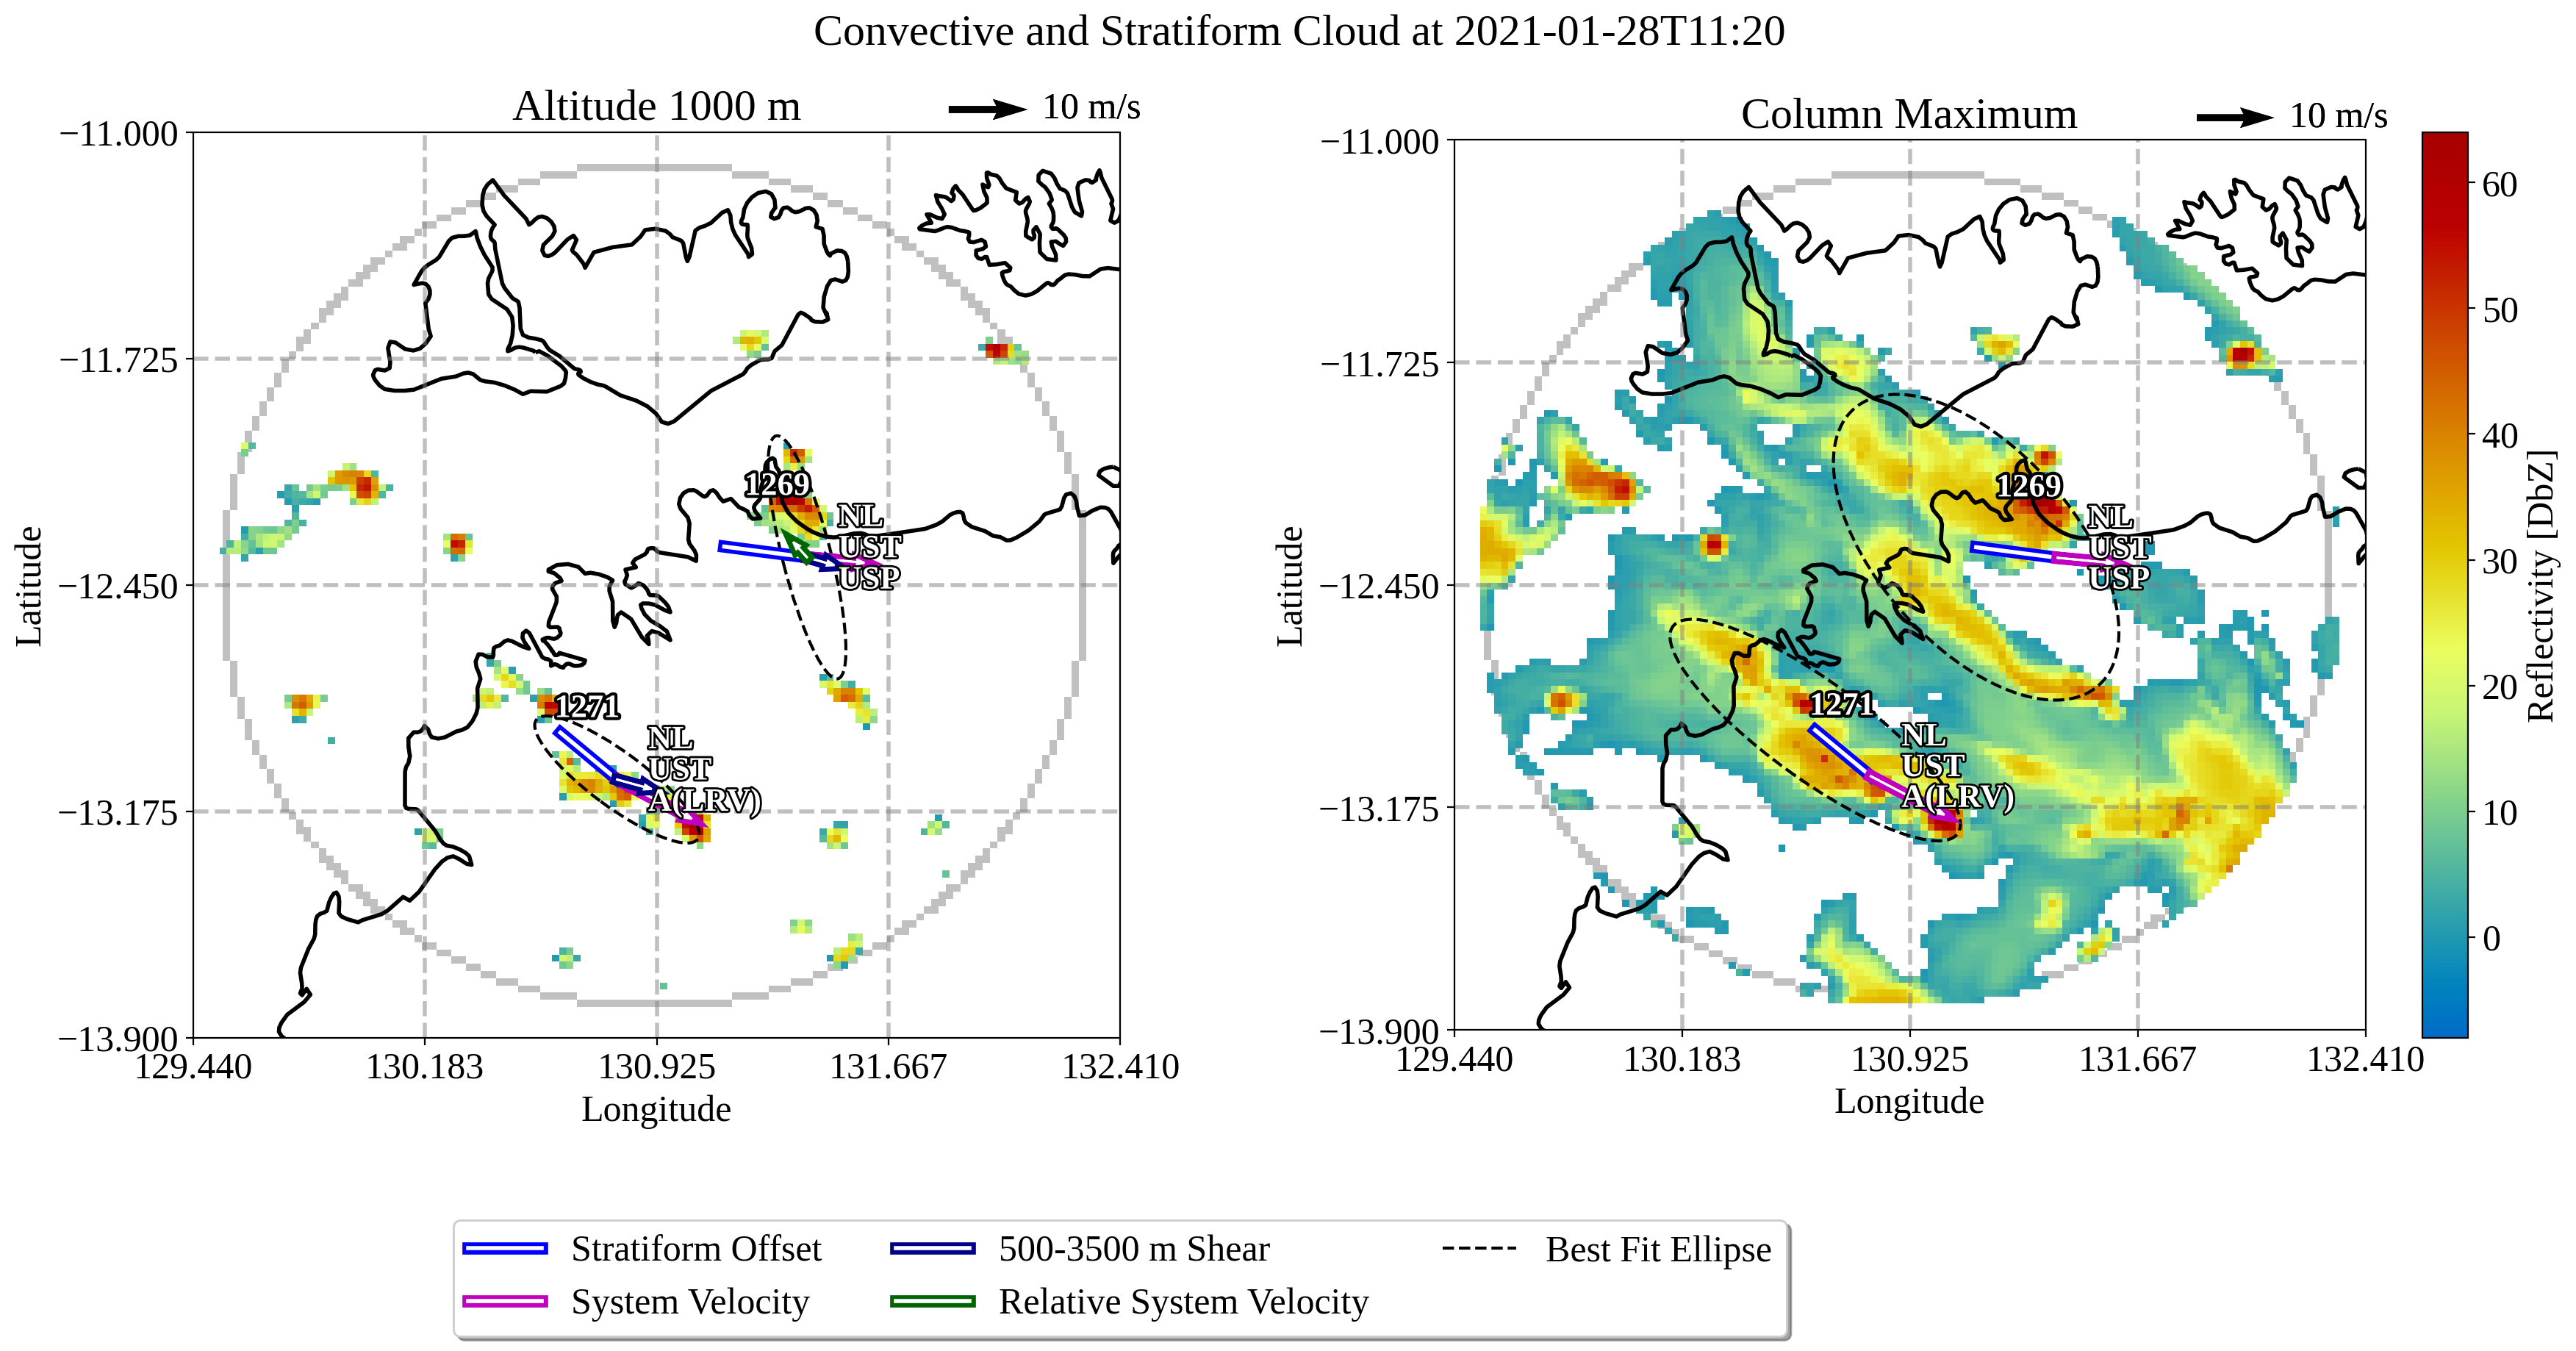 Convective and Stratiform Cloud at 2021-01-28T11:20
Altitude 1000 m
10 m/s
−11.000
−11.725
−12.450
−13.175
−13.900
129.440
130.183
130.925
131.667
132.410
Latitude
Longitude
1269
NL
UST
USP
1271
NL
UST
A(LRV)
Column Maximum
10 m/s
−11.000
−11.725
−12.450
−13.175
−13.900
129.440
130.183
130.925
131.667
132.410
Latitude
Longitude
1269
NL
UST
USP
1271
NL
UST
A(LRV)
60
50
40
30
20
10
0
Reflectivity [DbZ]
Stratiform Offset
System Velocity
500-3500 m Shear
Relative System Velocity
Best Fit Ellipse